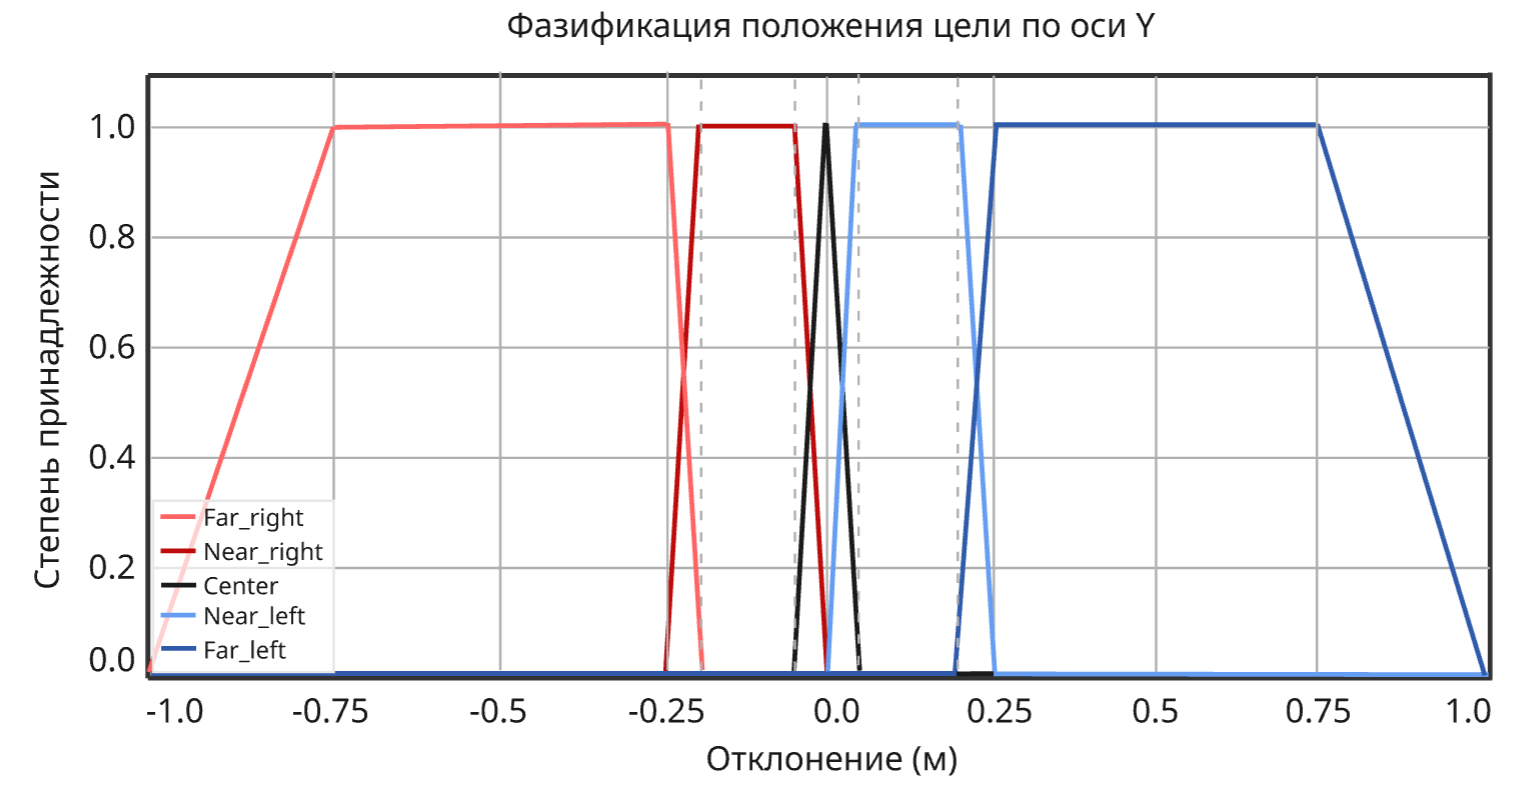 Фазификация положения цели по оси Y
Степень принадлежности
1.0
0.8
0.6
0.4
0.2
0.0
Far_right
Near_right
Center
Near_left
Far_left
-1.0 -0.75 -0.5 -0.25 0.0 0.25 0.5 0.75 1.0
Отклонение (м)